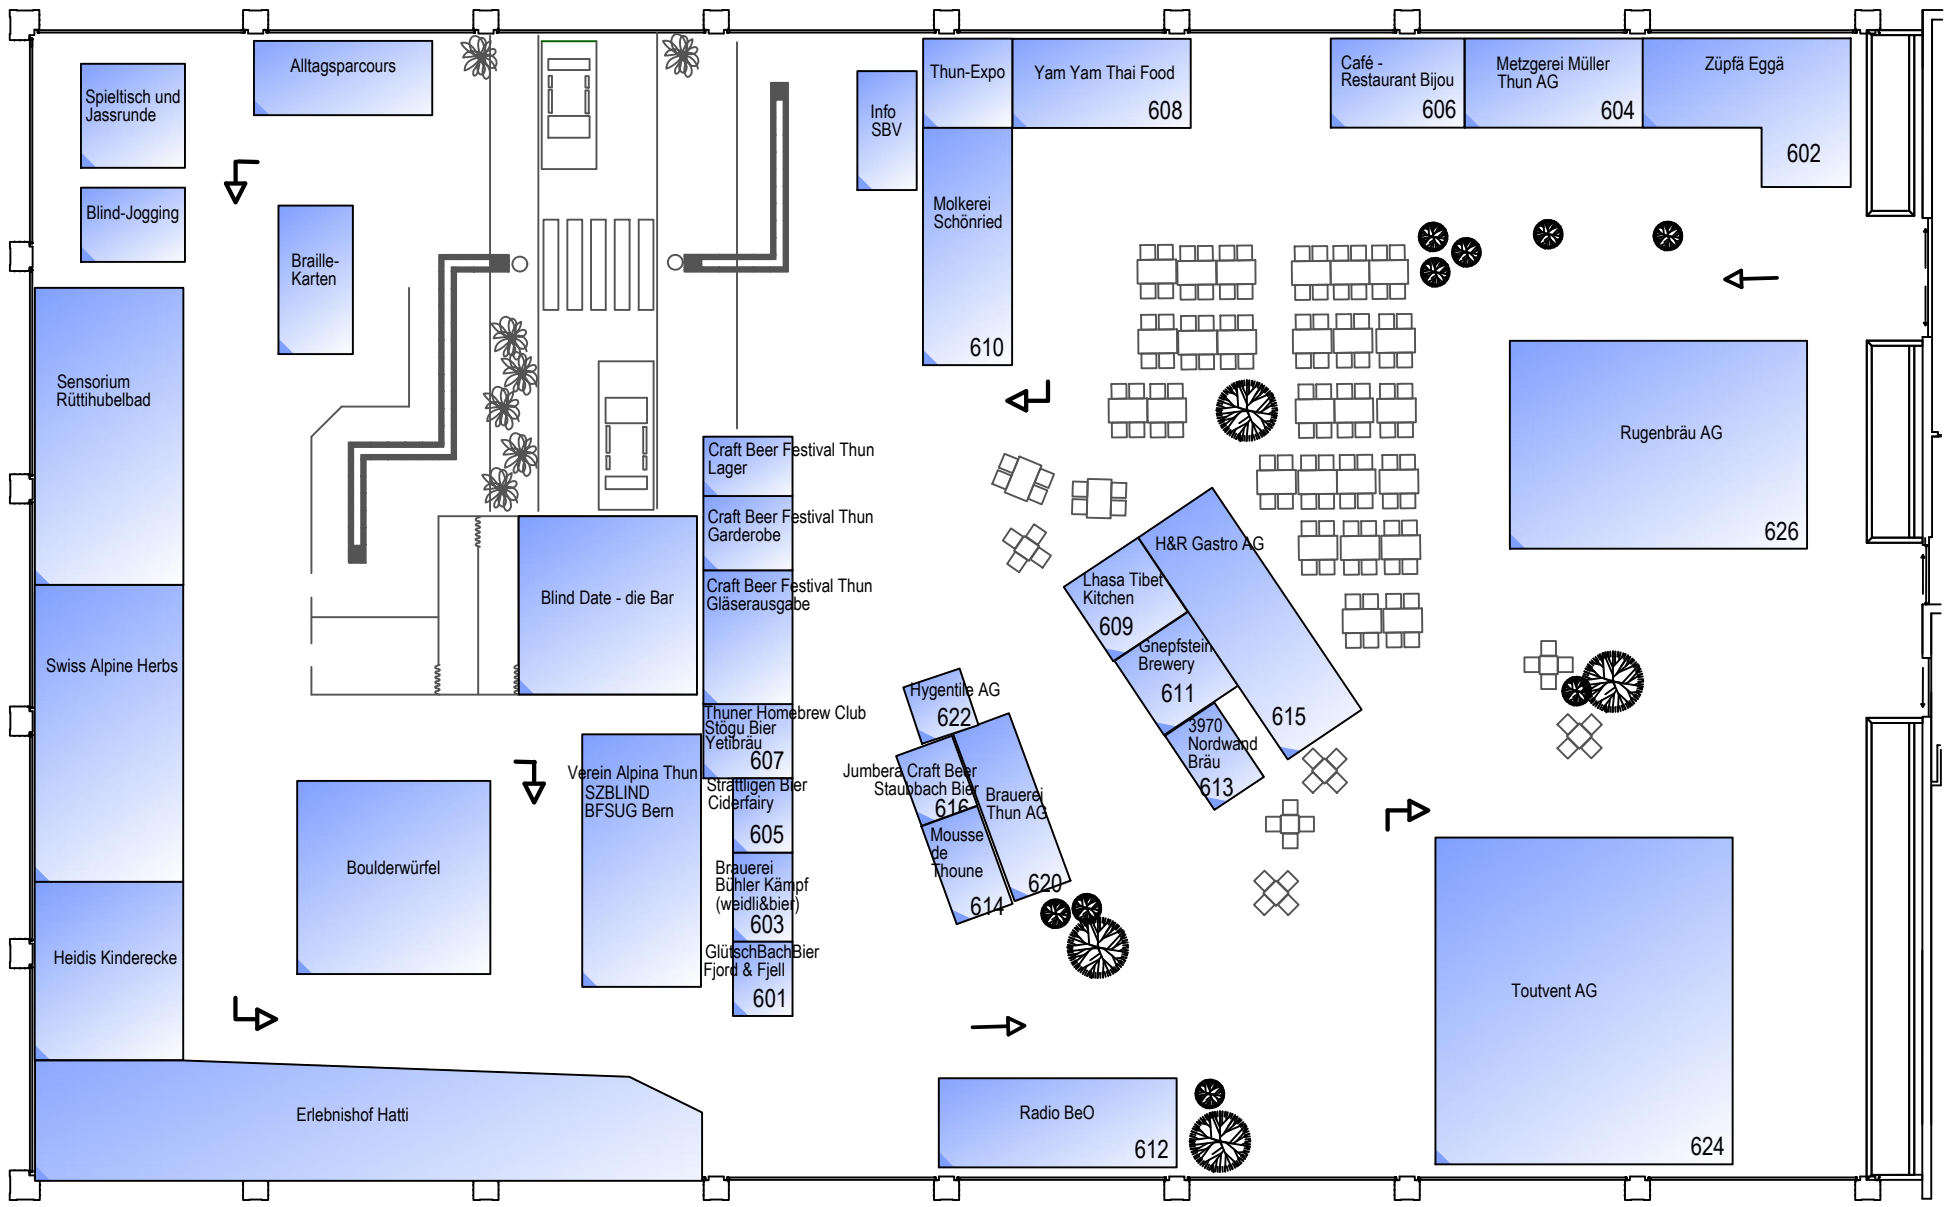 Spieltisch und
Jassrunde
Alltagsparcours
Blind-Jogging
Braille-
Karten
Sensorium
Rüttihubelbad
Swiss Alpine Herbs
Heidis Kinderecke
Erlebnishof Hatti
Boulderwürfel
Blind Date - die Bar
Verein Alpina Thun
SZBLIND
BFSUG Bern
Craft Beer Festival Thun
Lager
Craft Beer Festival Thun
Garderobe
Craft Beer Festival Thun
Gläserausgabe
Thuner Homebrew Club
Stögu Bier
Yetibräu
607
Strättligen Bier
Ciderfairy
605
Brauerei
Bühler Kämpf
(weidli&bier)
603
GlütschBachBier
Fjord & Fjell
601
Info
SBV
Thun-Expo
Yam Yam Thai Food
608
Molkerei
Schönried
610
Café -
Restaurant Bijou
606
Metzgerei Müller
Thun AG
604
Züpfä Eggä
602
Rugenbräu AG
626
H&R Gastro AG
615
Lhasa Tibet
Kitchen
609
Gnepfstein
Brewery
611
3970
Nordwand
Bräu
613
Hygentile AG
622
Jumbera Craft Beer
Staubbach Bier
616
Brauerei
Thun AG
620
Mousse
de
Thoune
614
Radio BeO
612
Toutvent AG
624